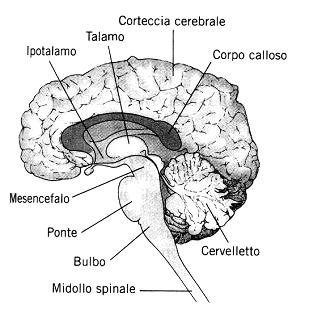 Corteccia cerebrale
Talamo
Ipotalamo
Corpo calloso
Mesencefalo
Ponte
Cervelletto
Bulbo
Midollo spinale